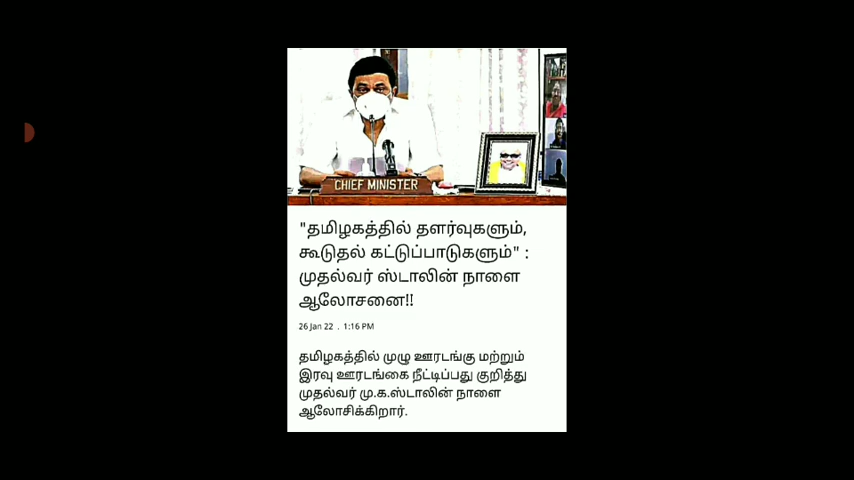 CHIEF MINISTER
"தமிழகத்தில் தளர்வுகளும்,
கூடுதல் கட்டுப்பாடுகளும்" :
முதல்வர் ஸ்டாலின் நாளை
ஆலோசனை!!
26 Jan 22 . 1:16 PM
தமிழகத்தில் முழு ஊரடங்கு மற்றும்
இரவு ஊரடங்கை நீட்டிப்பது குறித்து
முதல்வர் மு.க.ஸ்டாலின் நாளை
ஆலோசிக்கிறார்.